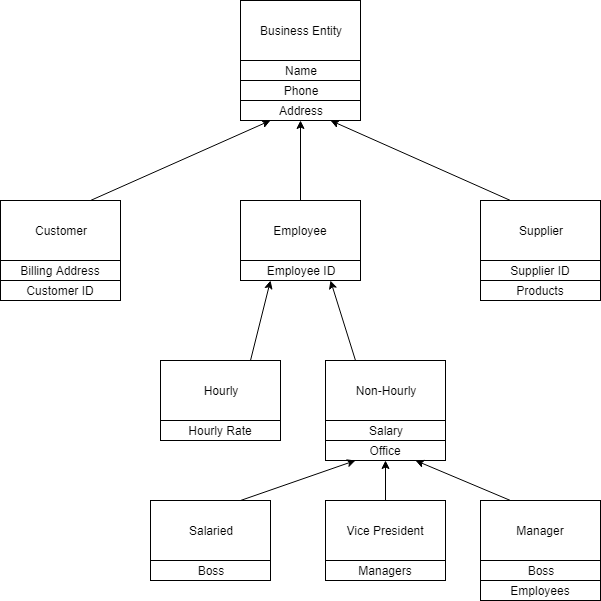 Business Entity
Name
Phone
Address
Customer
Billing Address
Customer ID
Employee
Employee ID
Supplier
Supplier ID
Products
Hourly
Hourly Rate
Non-Hourly
Salary
Office
Salaried
Boss
Vice President
Managers
Manager
Boss
Employees